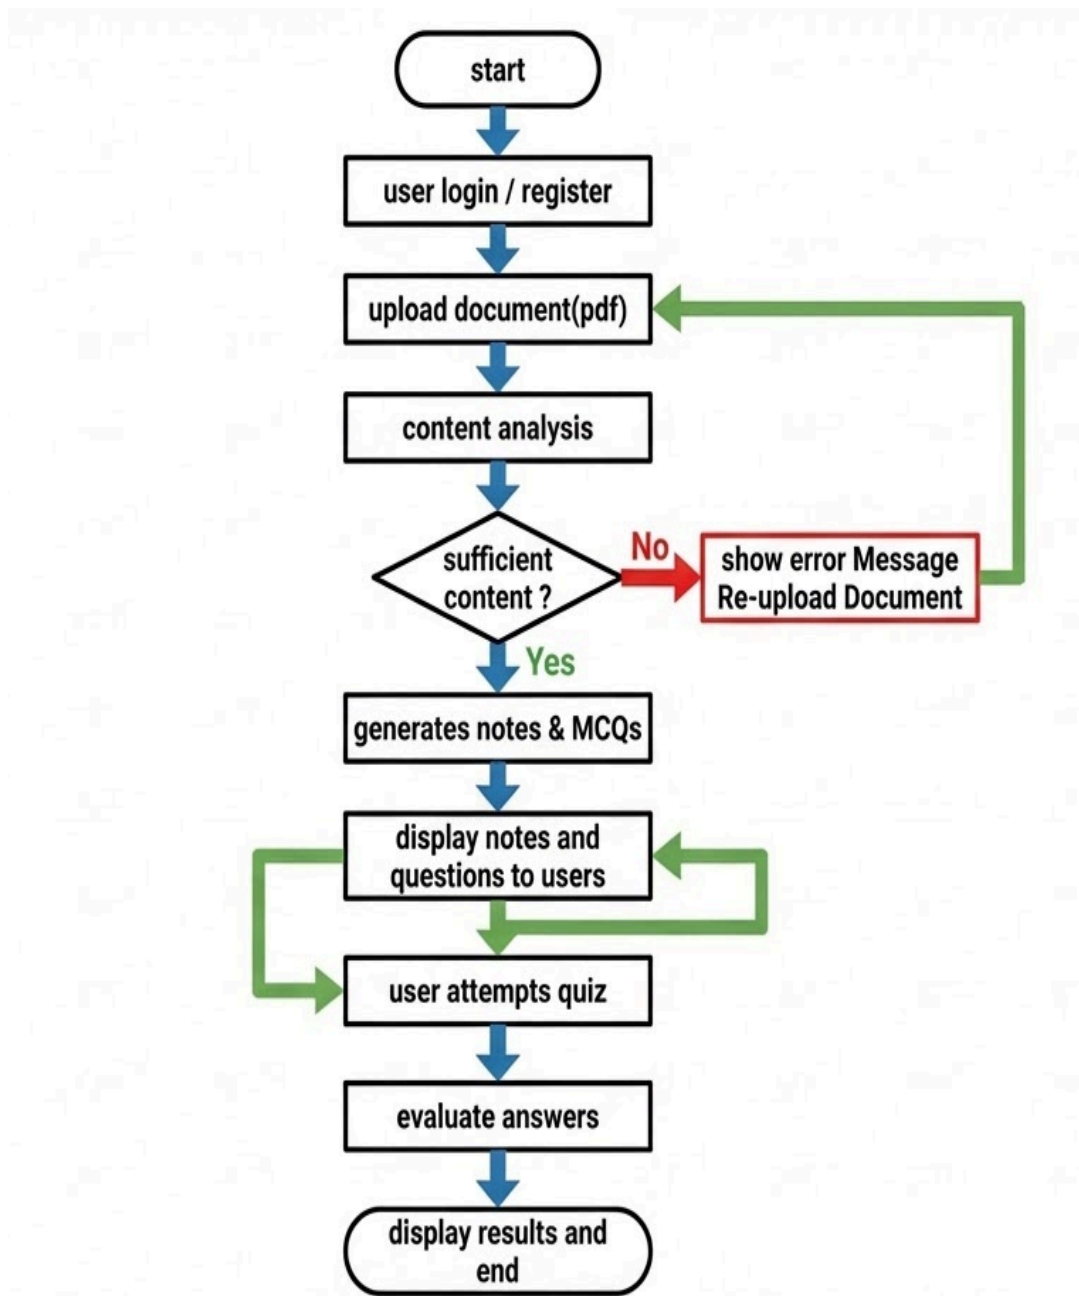 start
user login / register
upload document(pdf)
content analysis
sufficient
content ?
No
show error Message
Re-upload Document
Yes
generates notes & MCQs
display notes and
questions to users
user attempts quiz
evaluate answers
display results and
end